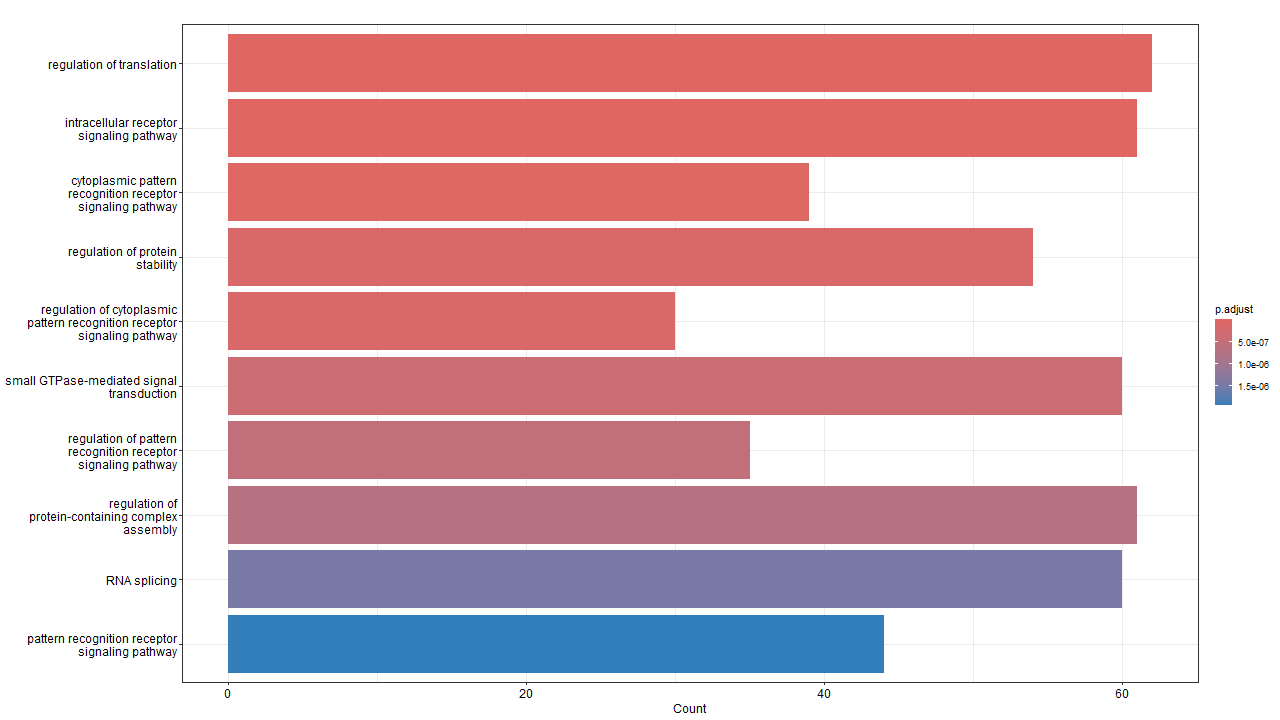 regulation of translation
intracellular receptor
signaling pathway
cytoplasmic pattern
recognition receptor
signaling pathway
regulation of protein
stability
regulation of cytoplasmic
pattern recognition receptor
signaling pathway
small GTPase-mediated signal
transduction
regulation of pattern
recognition receptor
signaling pathway
regulation of
protein-containing complex
assembly
RNA splicing
pattern recognition receptor
signaling pathway
0 20 40 60
Count
p.adjust
5.0e-07
1.0e-06
1.5e-06